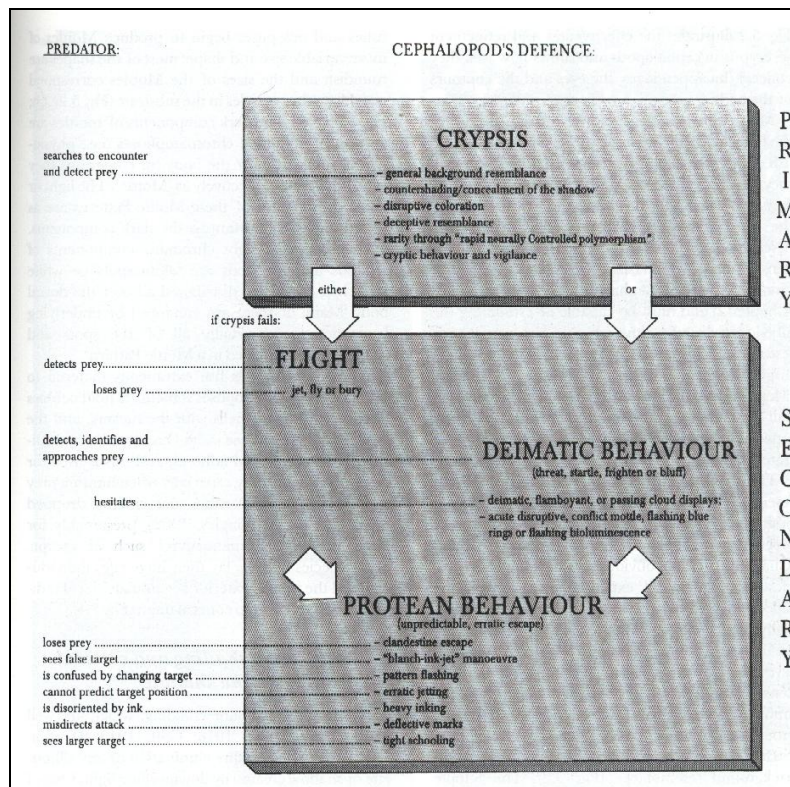 PREDATOR:
CEPHALOPOD'S DEFENCE:
CRYPSIS
searches to encounter
and detect prey
– general background resemblance
– countershading/concealment of the shadow
– disruptive coloration
– deceptive resemblance
– rarity through "rapid neurally Controlled polymorphism"
– cryptic behaviour and vigilance
PRIMARY
either
or
if crypsis fails:
FLIGHT
detects prey
loses prey
jet, fly or bury
detects, identifies and
approaches prey
DEIMATIC BEHAVIOUR
(threat, startle, frighten or bluff)
hesitates
– deimatic, flamboyant, or passing cloud displays;
– acute disruptive, conflict mottle, flashing blue
rings or flashing bioluminescence
SECONDARY
PROTEAN BEHAVIOUR
(unpredictable, erratic escape)
loses prey – clandestine escape
sees false target – "blanch-ink-jet" manoeuvre
is confused by changing target – pattern flashing
cannot predict target position – erratic jetting
is disoriented by ink – heavy inking
misdirects attack – deflective marks
sees larger target – tight schooling